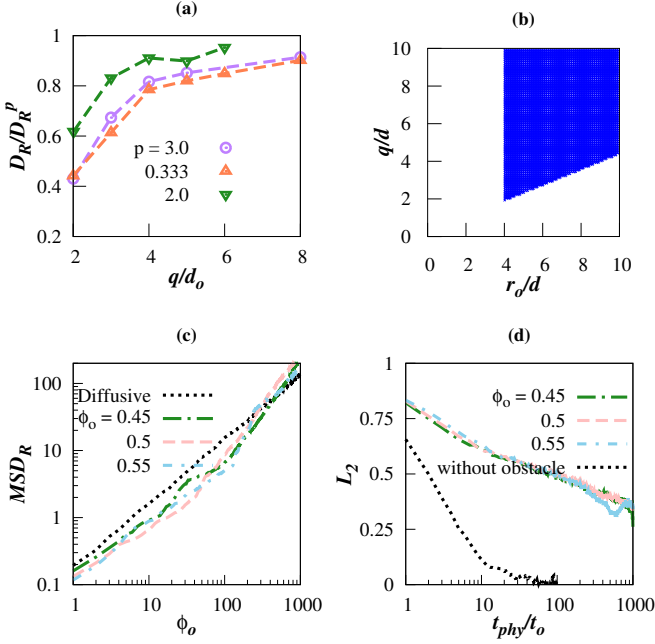 (a)
D_R/D_R^p
1
0.8
0.6
0.4
0.2
p = 3.0
0.333
2.0
2 4 6 8
q/d_o
(b)
q/d
10
8
6
4
2
0
0 2 4 6 8 10
r_o/d
(c)
MSD_R
100
10
1
0.1
Diffusive
ϕ_o = 0.45
0.5
0.55
1 10 100 1000
ϕ_o
(d)
L_2
1
0.75
0.5
0.25
0
ϕ_o = 0.45
0.5
0.55
without obstacle
1 10 100 1000
t_phy/t_o